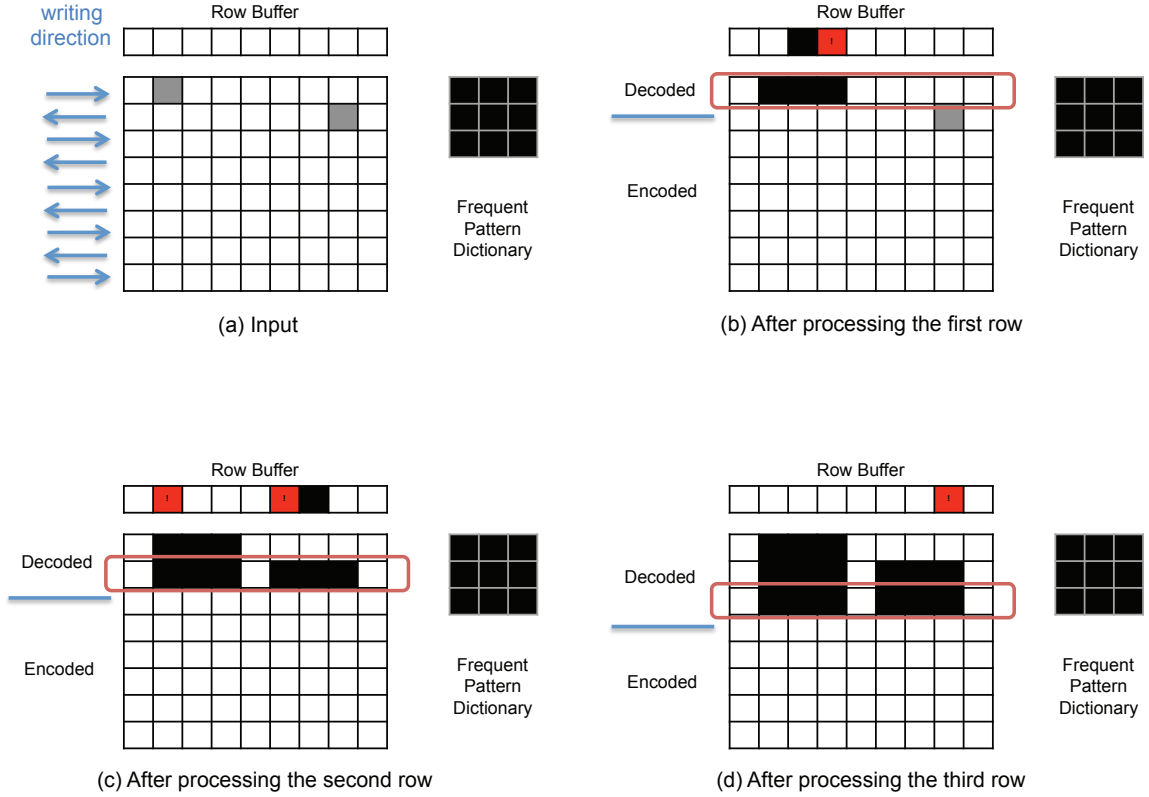 writing
direction
Row Buffer
Frequent
Pattern
Dictionary
(a) Input
Row Buffer
!
Decoded
Encoded
Frequent
Pattern
Dictionary
(b) After processing the first row
Row Buffer
! !
Decoded
Encoded
Frequent
Pattern
Dictionary
(c) After processing the second row
Row Buffer
!
Decoded
Encoded
Frequent
Pattern
Dictionary
(d) After processing the third row